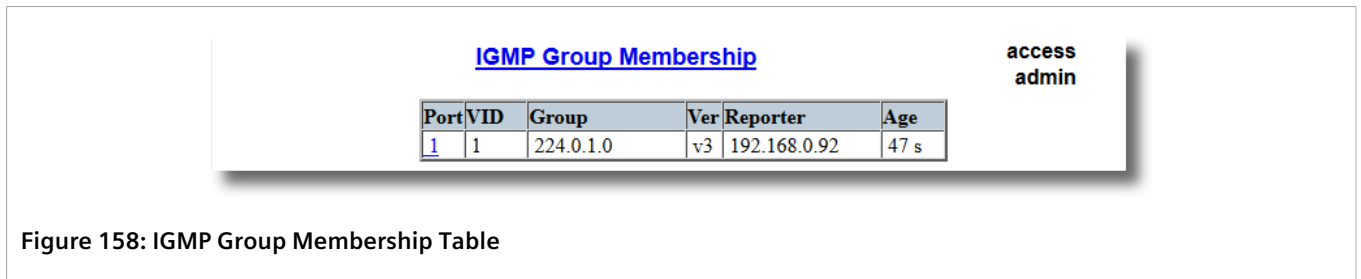 IGMP Group Membership
access
admin
Port VID Group Ver Reporter Age
1 1 224.0.1.0 v3 192.168.0.92 47 s
Figure 158: IGMP Group Membership Table